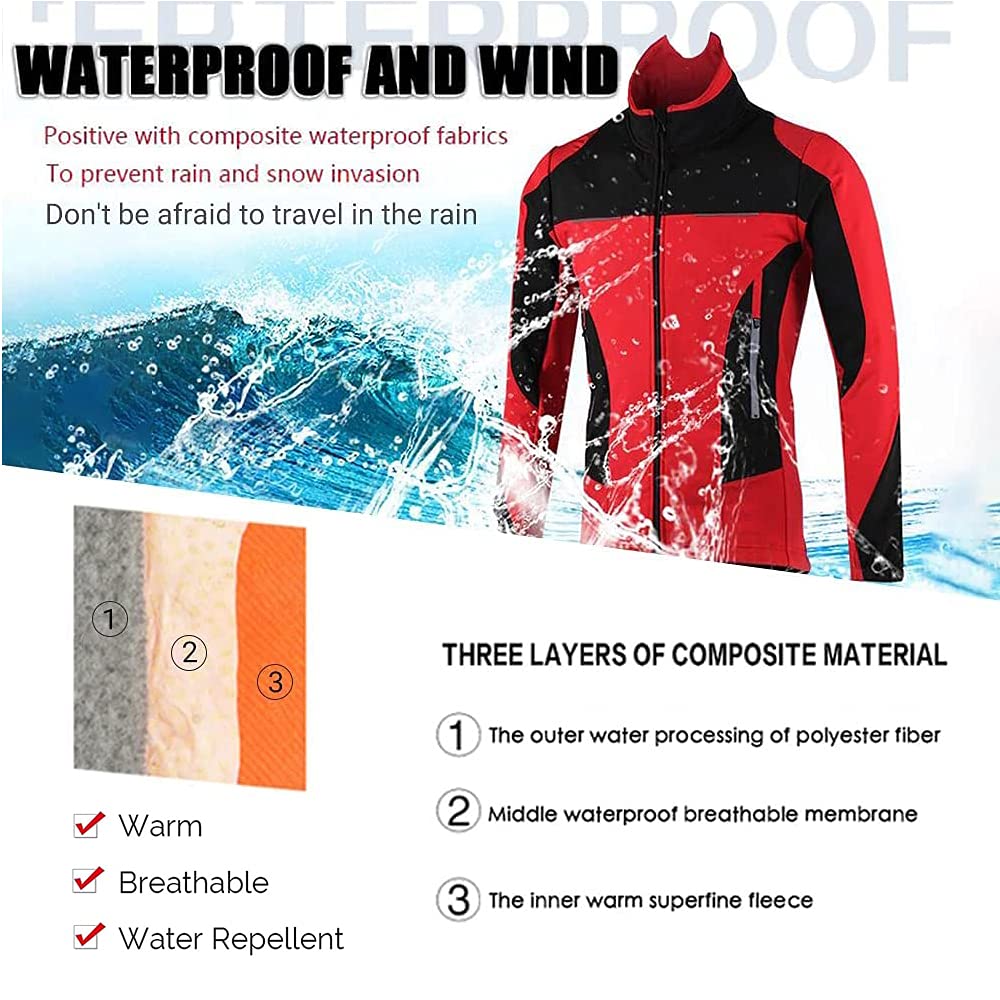 ERPROOF
WATERPROOF AND WIND
Positive with composite waterproof fabrics
To prevent rain and snow invasion
Don't be afraid to travel in the rain
1
2
3
THREE LAYERS OF COMPOSITE MATERIAL
1 The outer water processing of polyester fiber
2 Middle waterproof breathable membrane
3 The inner warm superfine fleece
Warm
Breathable
Water Repellent